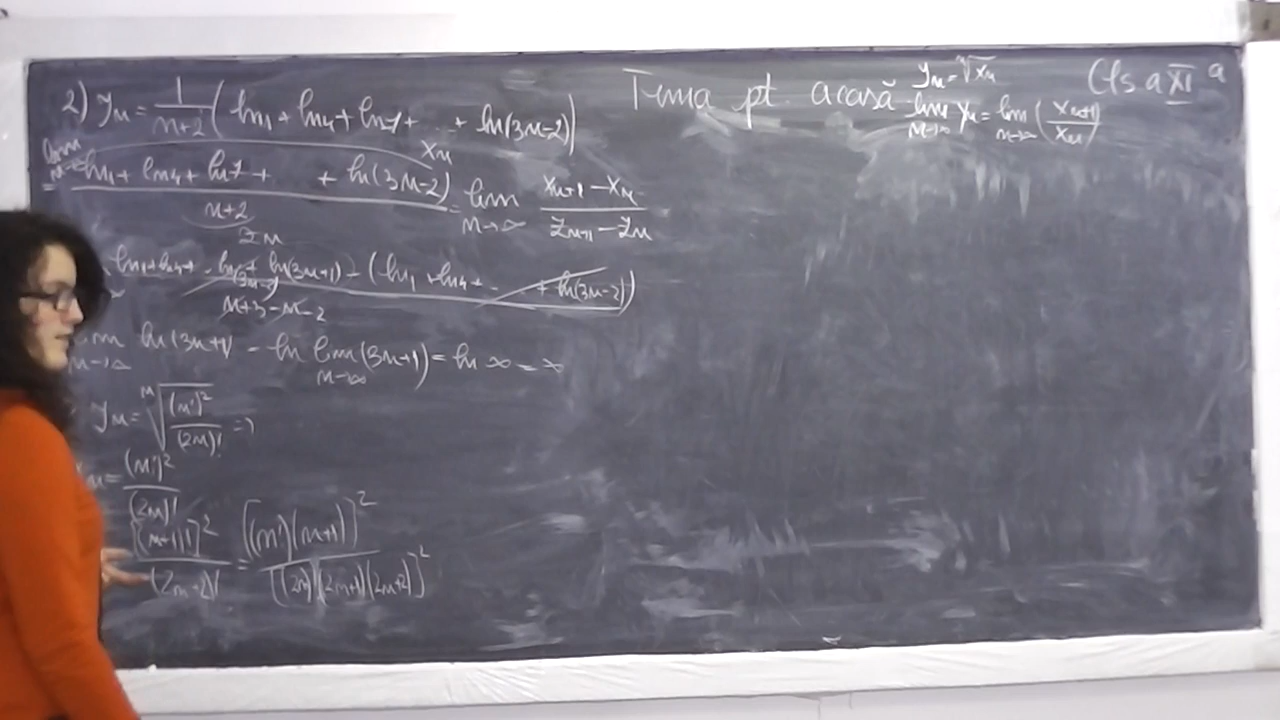 Tema pt. acasă
Cls. a XI a
yₙ = ⁿ√xₙ
lim n→∞ yₙ = lim n→∞ (xₙ₊₁/xₙ)
2) yₙ = 1/(n+2) (ln1 + ln4 + ln7 + ... + ln(3n-2))
= lim n→∞ (ln1 + ln4 + ln7 + + ln(3n-2))/(n+2) = lim n→∞ (xₙ₊₁ - xₙ)/(zₙ₊₁ - zₙ)
xₙ
zₙ
ln1 + ln4 + .. ln(3n-2) + ln(3n+1) - (ln1 + ln4 + .. + ln(3n-2))
n+3-n-2
lim n→∞ ln(3n+1) = ln lim n→∞ (3n+1) = ln ∞ = ∞
yₙ = ⁿ√((n!)²/(2n)!) =>
= (n!)²/(2n)!
[(n+1)!]²/(2n+2)! = [(n!)(n+1)]²/[(2n)!(2n+1)(2n+2)]²